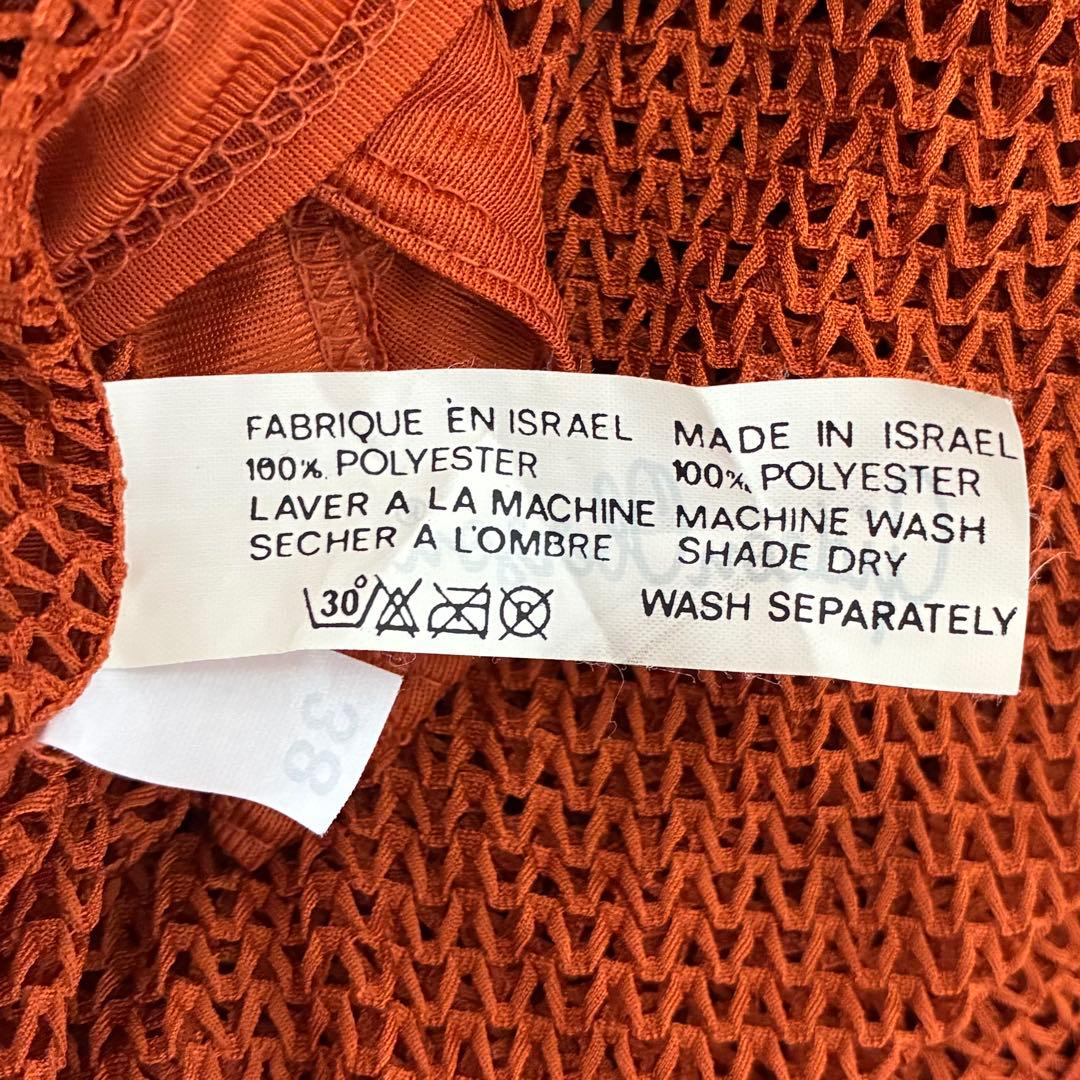 FABRIQUE EN ISRAEL
100% POLYESTER
LAVER A LA MACHINE
SECHER A L'OMBRE
30°
MADE IN ISRAEL
100% POLYESTER
MACHINE WASH
SHADE DRY
WASH SEPARATELY
38